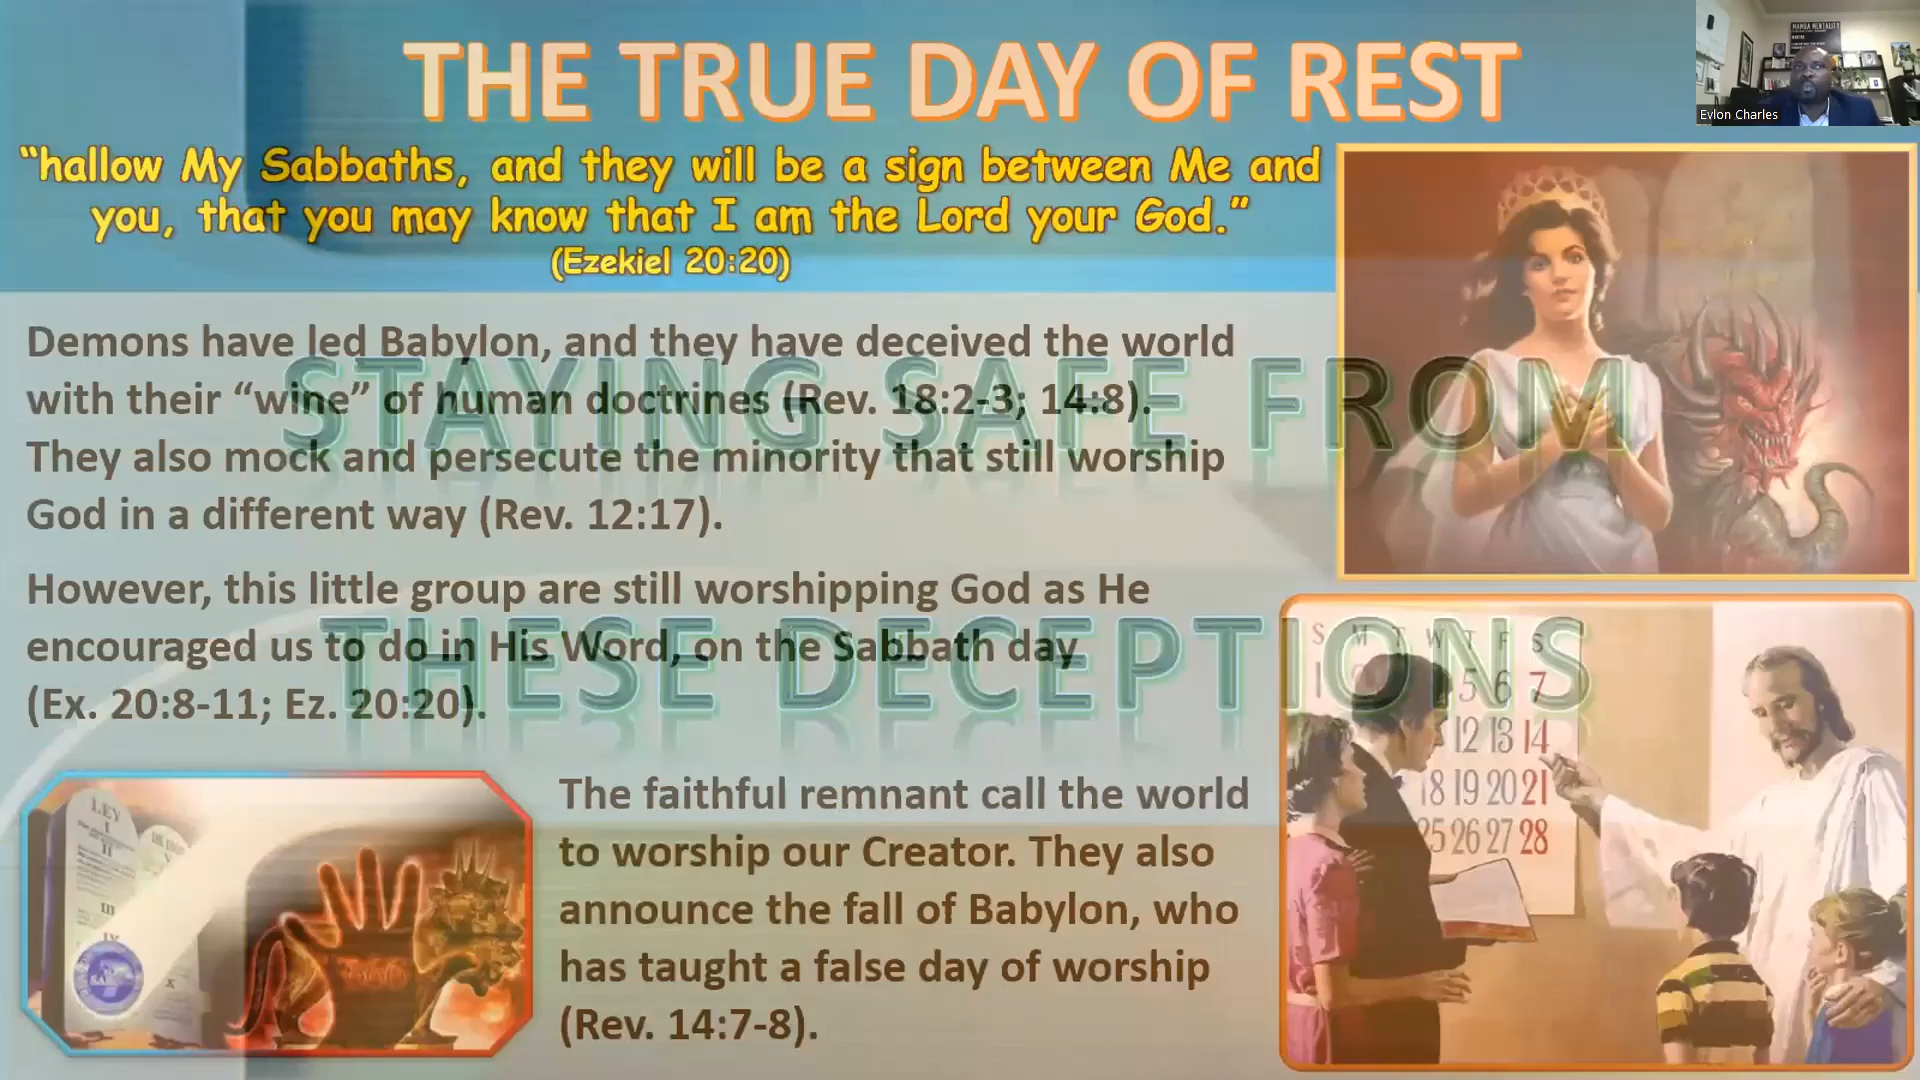 THE TRUE DAY OF REST
Evlon Charles
“hallow My Sabbaths, and they will be a sign between Me and
you, that you may know that I am the Lord your God.”
(Ezekiel 20:20)
Demons have led Babylon, and they have deceived the world
with their “wine” of human doctrines (Rev. 18:2-3; 14:8).
They also mock and persecute the minority that still worship
God in a different way (Rev. 12:17).
STAYING SAFE FROM
However, this little group are still worshipping God as He
encouraged us to do in His Word, on the Sabbath day
(Ex. 20:8-11; Ez. 20:20).
THESE DECEPTIONS
S M T W T F S
1 5 6 7
12 13 14
18 19 20 21
25 26 27 28
LEY
I
II
III
IV
V
X
The faithful remnant call the world
to worship our Creator. They also
announce the fall of Babylon, who
has taught a false day of worship
(Rev. 14:7-8).